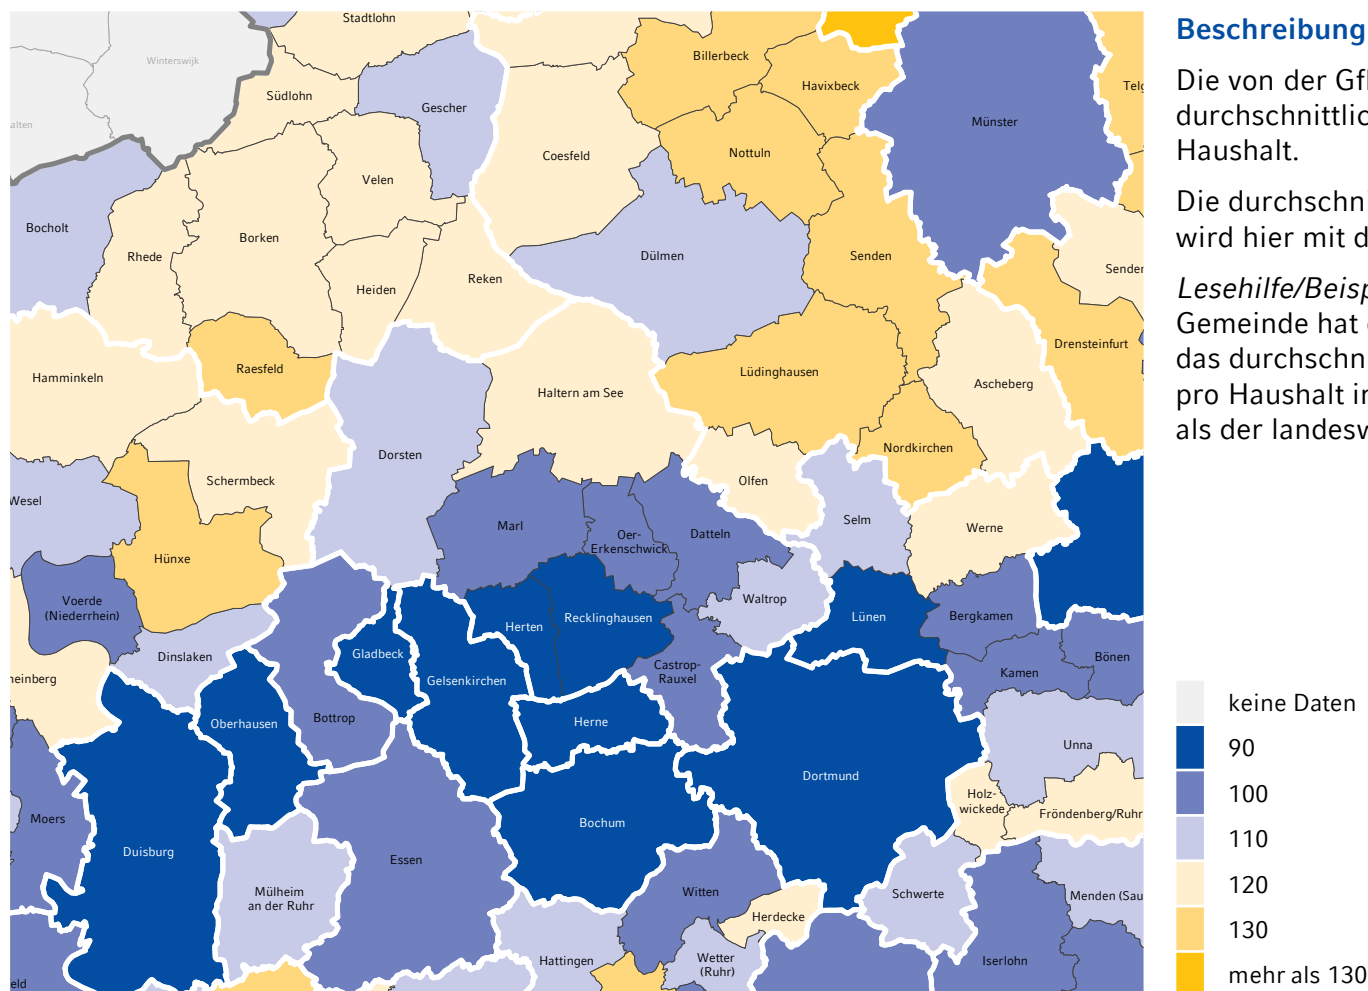 Stadtlohn
Winterswijk
Billerbeck
Havixbeck
Südlohn
Gescher
Münster
Coesfeld
Nottuln
Velen
Bocholt
Borken
Rhede
Dülmen
Senden
Reken
Heiden
Drensteinfurt
Hamminkeln
Raesfeld
Lüdinghausen
Ascheberg
Haltern am See
Dorsten
Nordkirchen
Schermbeck
Olfen
Wesel
Marl
Selm
Werne
Oer-
Erkenschwick
Datteln
Hünxe
Voerde
(Niederrhein)
Waltrop
Lünen
Bergkamen
Herten
Recklinghausen
Gladbeck
Dinslaken
Castrop-
Rauxel
Kamen
Bönen
Gelsenkirchen
Oberhausen
Bottrop
Herne
Unna
Dortmund
Holz-
wickede
Fröndenberg/Ruhr
Moers
Duisburg
Bochum
Essen
Mülheim
an der Ruhr
Witten
Schwerte
Menden (Sau
Herdecke
Hattingen
Wetter
(Ruhr)
Iserlohn
Beschreibung
Die von der Gf
durchschnittlic
Haushalt.
Die durchschn
wird hier mit d
Lesehilfe/Beisp
Gemeinde hat
das durchschn
pro Haushalt i
als der landesv
keine Daten
90
100
110
120
130
mehr als 130